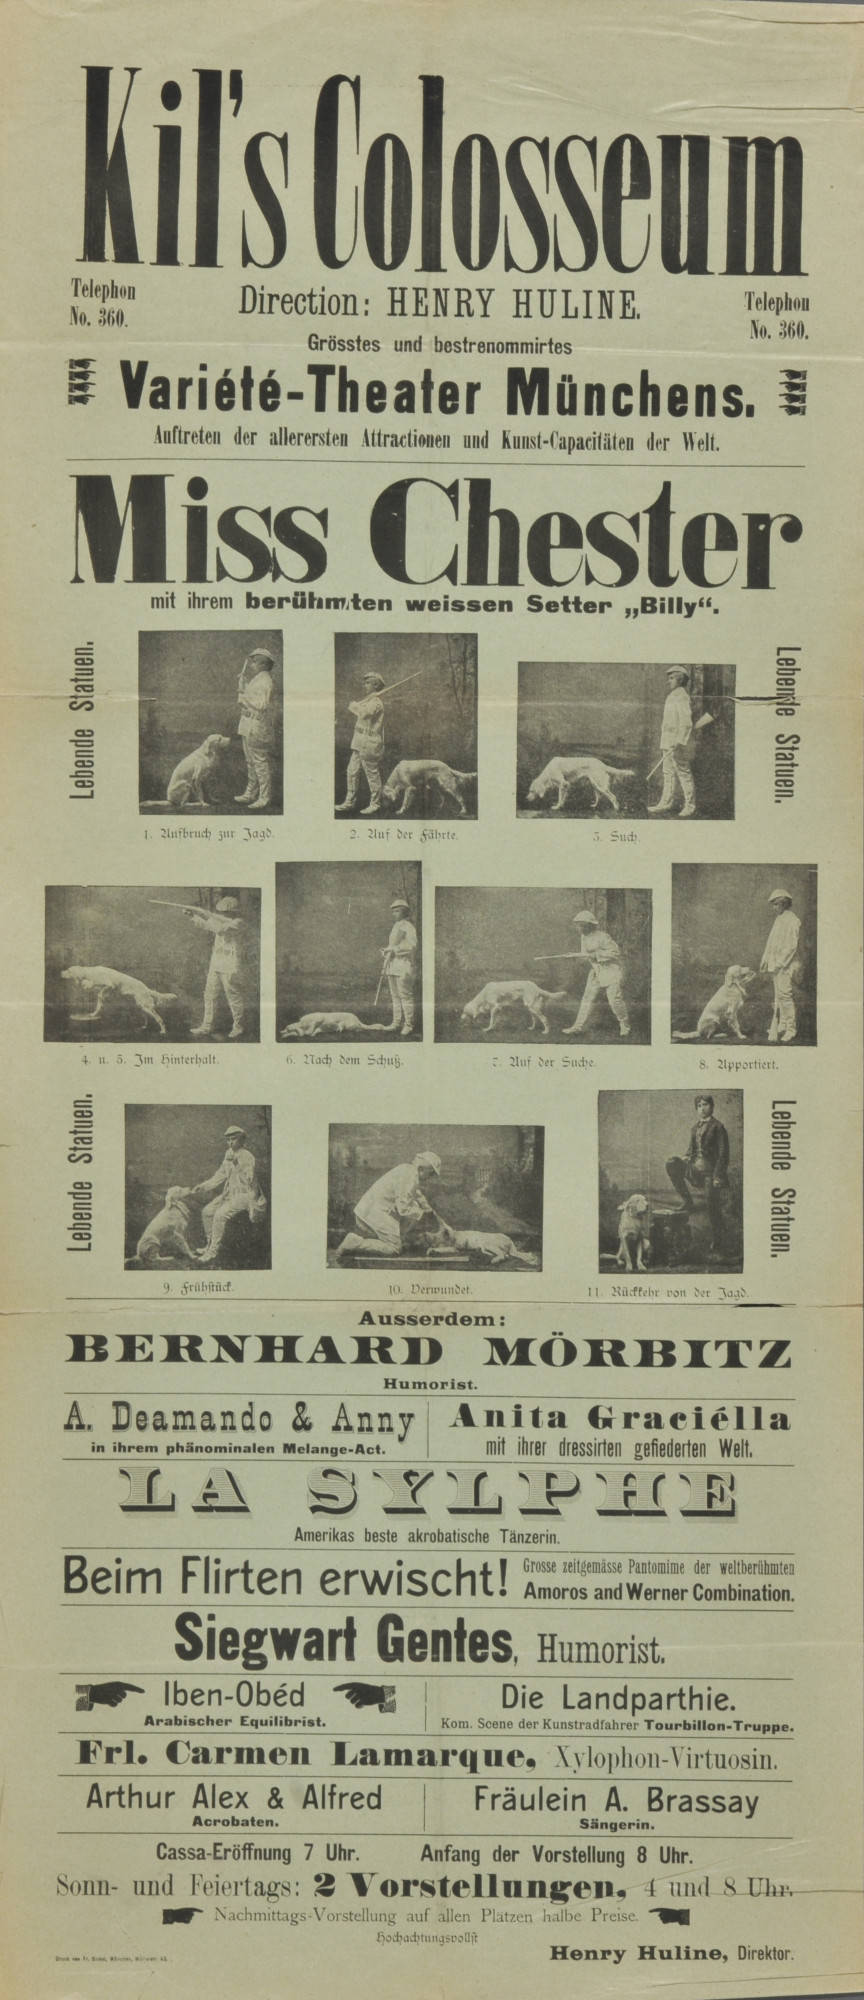 Kil's Colosseum
Telephon
No. 360.
Direction: HENRY HULINE.
Telephon
No. 360.
Grösstes und bestrenommirtes
Variété-Theater Münchens.
Auftreten der allerersten Attractionen und Kunst-Capacitäten der Welt.
Miss Chester
mit ihrem berühmten weissen Setter „Billy“.
Lebende Statuen.
Lebende Statuen.
1. Aufbruch zur Jagd.
2. Auf der Fährte.
3. Such.
4. u. 5. Im Hinterhalt.
6. Nach dem Schuß.
7. Auf der Suche.
8. Apportiert.
Lebende Statuen.
Lebende Statuen.
9. Frühstück.
10. Verwundet.
11. Rückkehr von der Jagd.
Ausserdem:
BERNHARD MÖRBITZ
Humorist.
A. Deamando & Anny
in ihrem phänominalen Melange-Act.
Anita Graciélla
mit ihrer dressirten gefiederten Welt.
LA SYLPHE
Amerikas beste akrobatische Tänzerin.
Beim Flirten erwischt!
Grosse zeitgemässe Pantomime der weltberühmten
Amoros and Werner Combination.
Siegwart Gentes, Humorist.
Iben-Obéd
Arabischer Equilibrist.
Die Landparthie.
Kom. Scene der Kunstradfahrer Tourbillon-Truppe.
Frl. Carmen Lamarque, Xylophon-Virtuosin.
Arthur Alex & Alfred
Acrobaten.
Fräulein A. Brassay
Sängerin.
Cassa-Eröffnung 7 Uhr. Anfang der Vorstellung 8 Uhr.
Sonn- und Feiertags: 2 Vorstellungen, 4 und 8 Uhr.
Nachmittags-Vorstellung auf allen Plätzen halbe Preise.
Hochachtungsvollst
Henry Huline, Direktor.
Druck von Fr. München,